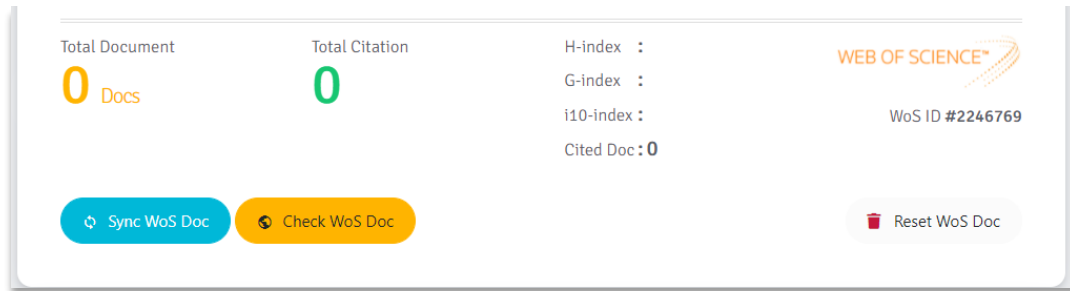 Total Document
0 Docs
Total Citation
0
H-index :
G-index :
i10-index :
Cited Doc : 0
WEB OF SCIENCE™
WoS ID #2246769
Sync WoS Doc
Check WoS Doc
Reset WoS Doc